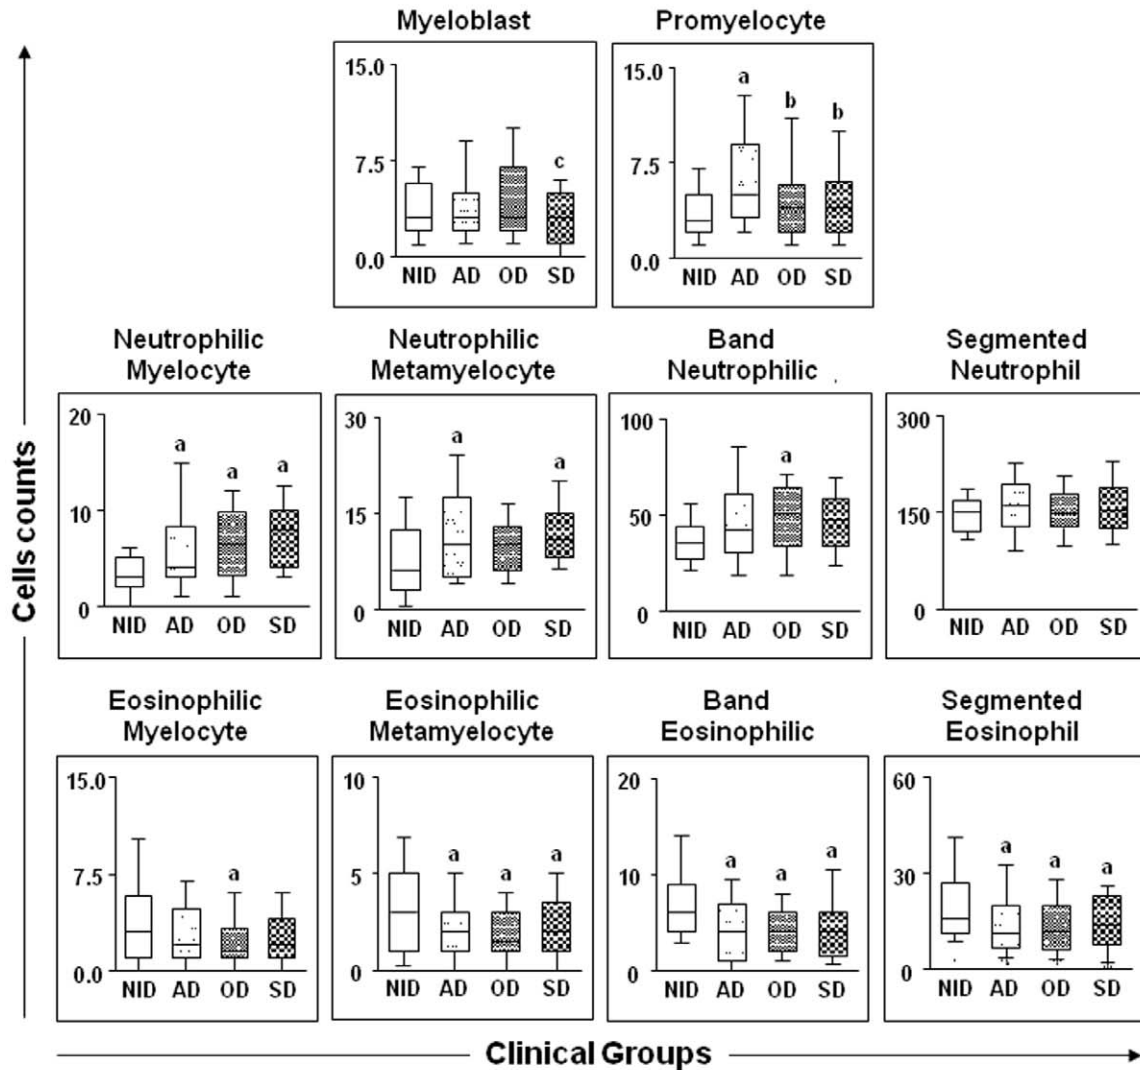 Myeloblast
15.0
7.5
0.0
c
NID AD OD SD
Promyelocyte
15.0
7.5
0.0
a b b
NID AD OD SD
Neutrophilic
Myelocyte
20
10
0
a a a
NID AD OD SD
Neutrophilic
Metamyelocyte
30
15
0
a a
NID AD OD SD
Band
Neutrophilic
100
50
0
a
NID AD OD SD
Segmented
Neutrophil
300
150
0
NID AD OD SD
Eosinophilic
Myelocyte
15.0
7.5
0.0
a
NID AD OD SD
Eosinophilic
Metamyelocyte
10
5
0
a a a
NID AD OD SD
Band
Eosinophilic
20
10
0
a a a
NID AD OD SD
Segmented
Eosinophil
60
30
0
a a a
NID AD OD SD
Cells counts
Clinical Groups